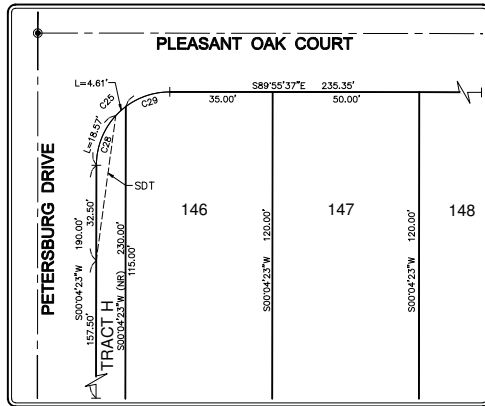 PLEASANT OAK COURT
S89°55'37"E 235.35'
L=4.61'
C25
C29
35.00'
50.00'
L=18.57'
C28
SDT
146
147
148
PETERSBURG DRIVE
S00°04'23"W 190.00'
32.50'
157.50'
TRACT H
S00°04'23"W (NR) 230.00'
115.00'
S00°04'23"W 120.00'
S00°04'23"W 120.00'